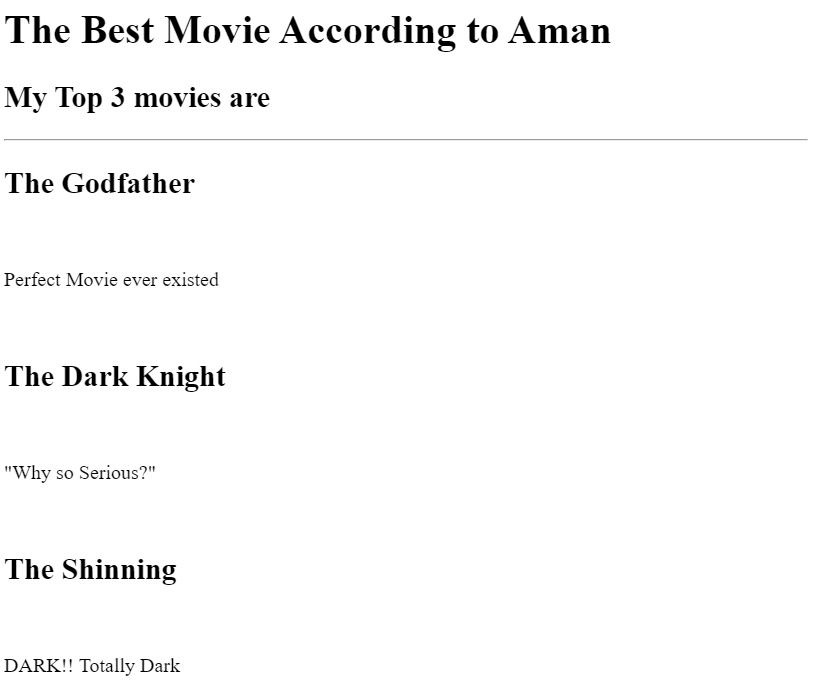 The Best Movie According to Aman
My Top 3 movies are
The Godfather
Perfect Movie ever existed
The Dark Knight
"Why so Serious?"
The Shinning
DARK!! Totally Dark